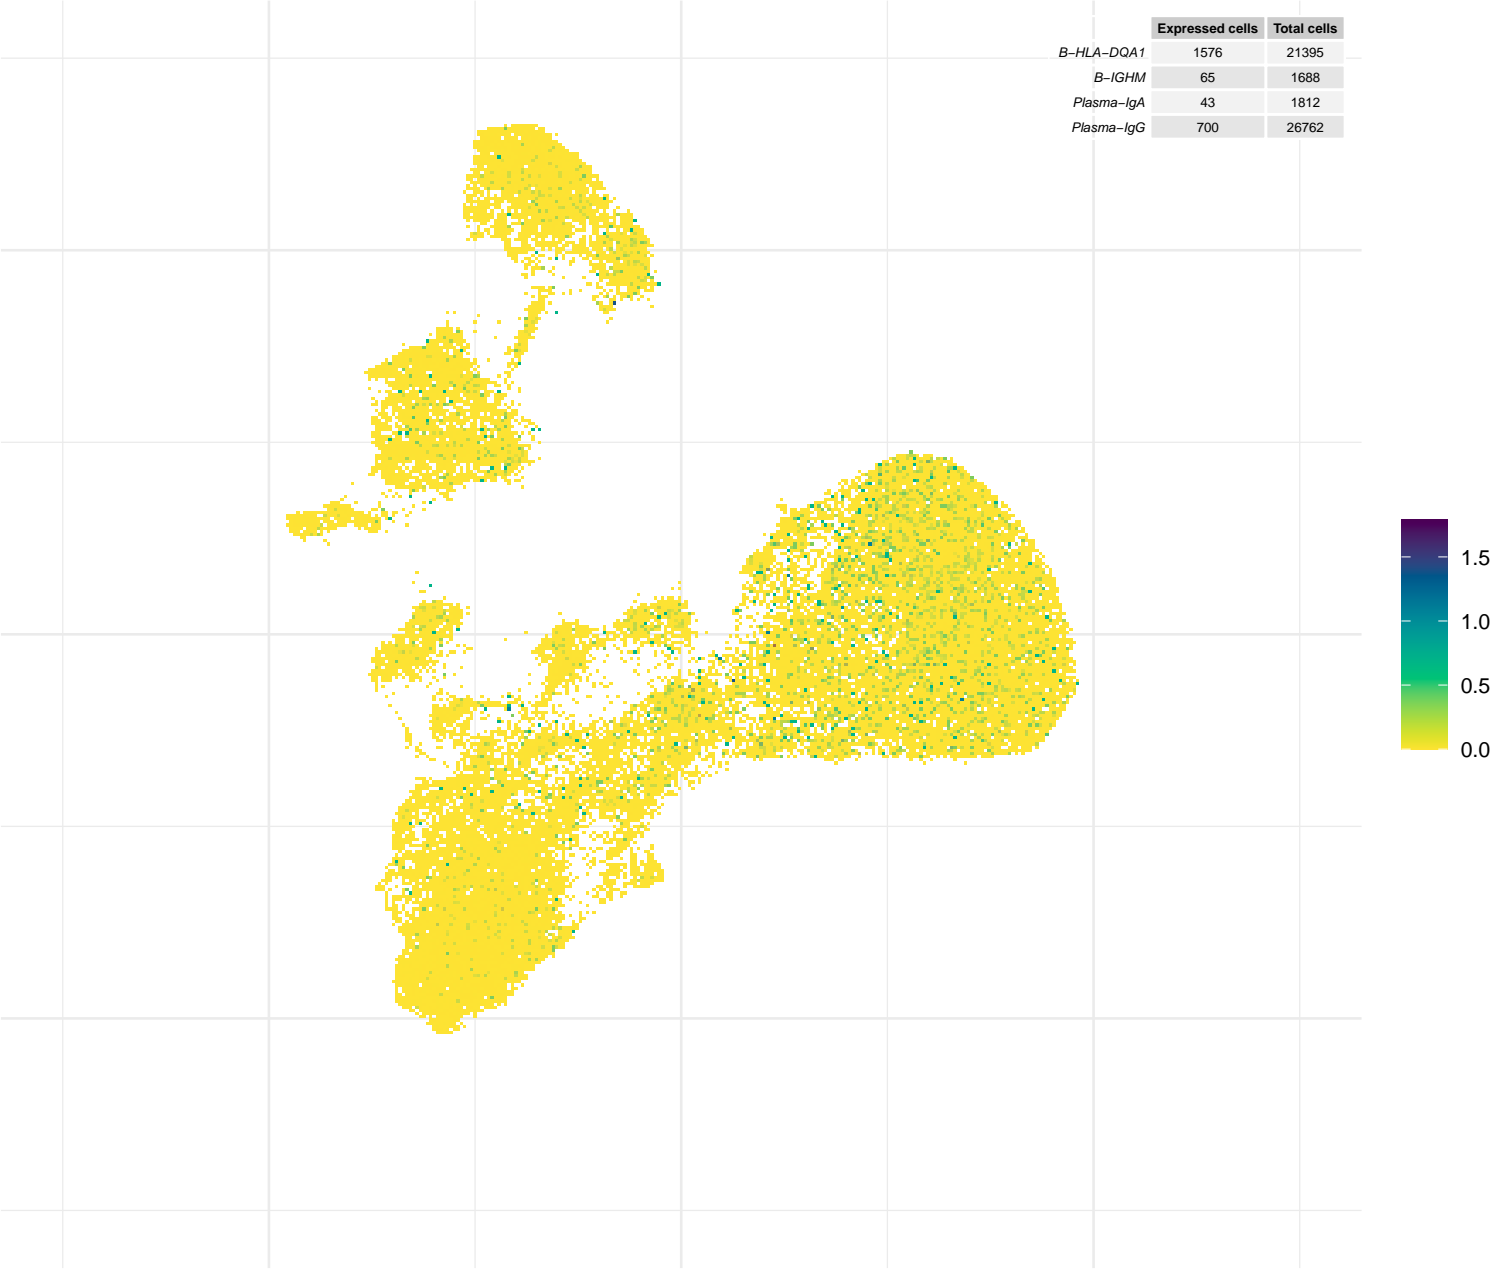 Expressed cells Total cells
B−HLA−DQA1 1576 21395
B−IGHM 65 1688
Plasma−IgA 43 1812
Plasma−IgG 700 26762
1.5
1.0
0.5
0.0